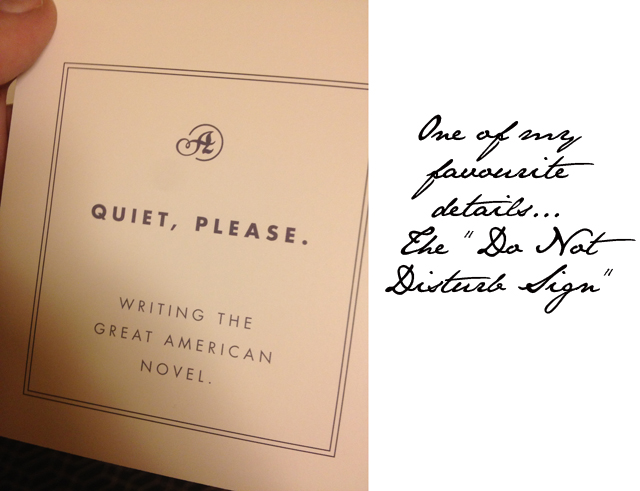 A
QUIET, PLEASE.
WRITING THE
GREAT AMERICAN
NOVEL.
One of my
favourite
details...
The "Do Not
Disturb Sign"